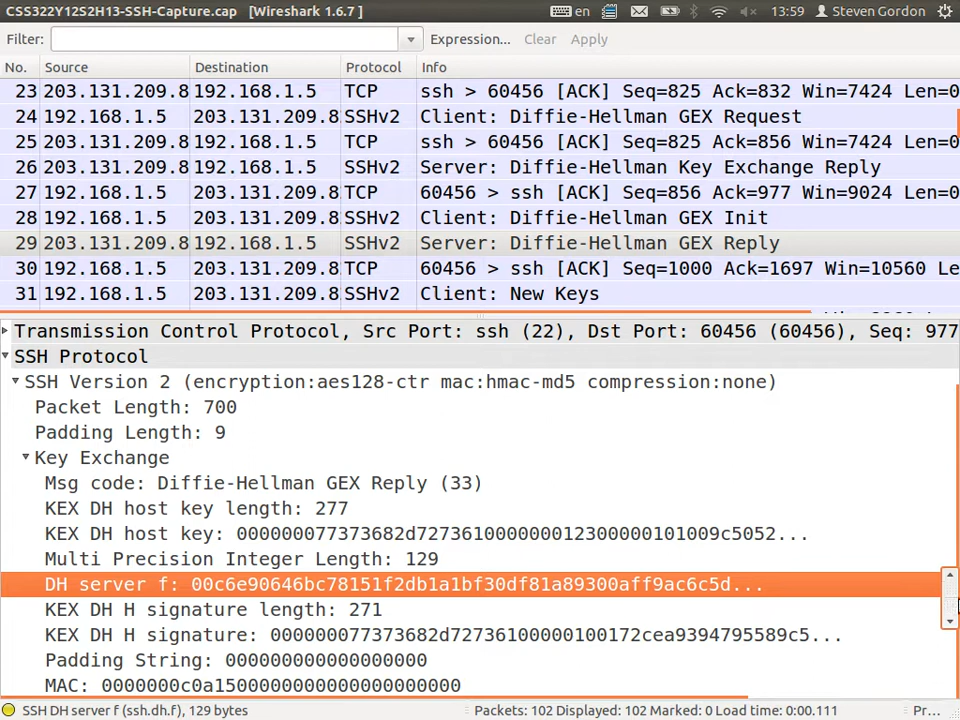 CSS322Y12S2H13-SSH-Capture.cap [Wireshark 1.6.7] en 13:59 Steven Gordon
Filter: Expression... Clear Apply
No. Source Destination Protocol Info
23 203.131.209.8 192.168.1.5 TCP ssh > 60456 [ACK] Seq=825 Ack=832 Win=7424 Len=0
24 192.168.1.5 203.131.209.8 SSHv2 Client: Diffie-Hellman GEX Request
25 203.131.209.8 192.168.1.5 TCP ssh > 60456 [ACK] Seq=825 Ack=856 Win=7424 Len=0
26 203.131.209.8 192.168.1.5 SSHv2 Server: Diffie-Hellman Key Exchange Reply
27 192.168.1.5 203.131.209.8 TCP 60456 > ssh [ACK] Seq=856 Ack=977 Win=9024 Len=0
28 192.168.1.5 203.131.209.8 SSHv2 Client: Diffie-Hellman GEX Init
29 203.131.209.8 192.168.1.5 SSHv2 Server: Diffie-Hellman GEX Reply
30 192.168.1.5 203.131.209.8 TCP 60456 > ssh [ACK] Seq=1000 Ack=1697 Win=10560 Le
31 192.168.1.5 203.131.209.8 SSHv2 Client: New Keys
Transmission Control Protocol, Src Port: ssh (22), Dst Port: 60456 (60456), Seq: 977
SSH Protocol
SSH Version 2 (encryption:aes128-ctr mac:hmac-md5 compression:none)
Packet Length: 700
Padding Length: 9
Key Exchange
Msg code: Diffie-Hellman GEX Reply (33)
KEX DH host key length: 277
KEX DH host key: 000000077373682d727361000000012300000101009c5052...
Multi Precision Integer Length: 129
DH server f: 00c6e90646bc78151f2db1a1bf30df81a89300aff9ac6c5d...
KEX DH H signature length: 271
KEX DH H signature: 000000077373682d72736100000100172cea9394795589c5...
Padding String: 000000000000000000
MAC: 0000000c0a1500000000000000000000
SSH DH server f (ssh.dh.f), 129 bytes Packets: 102 Displayed: 102 Marked: 0 Load time: 0:00.111 Pr...